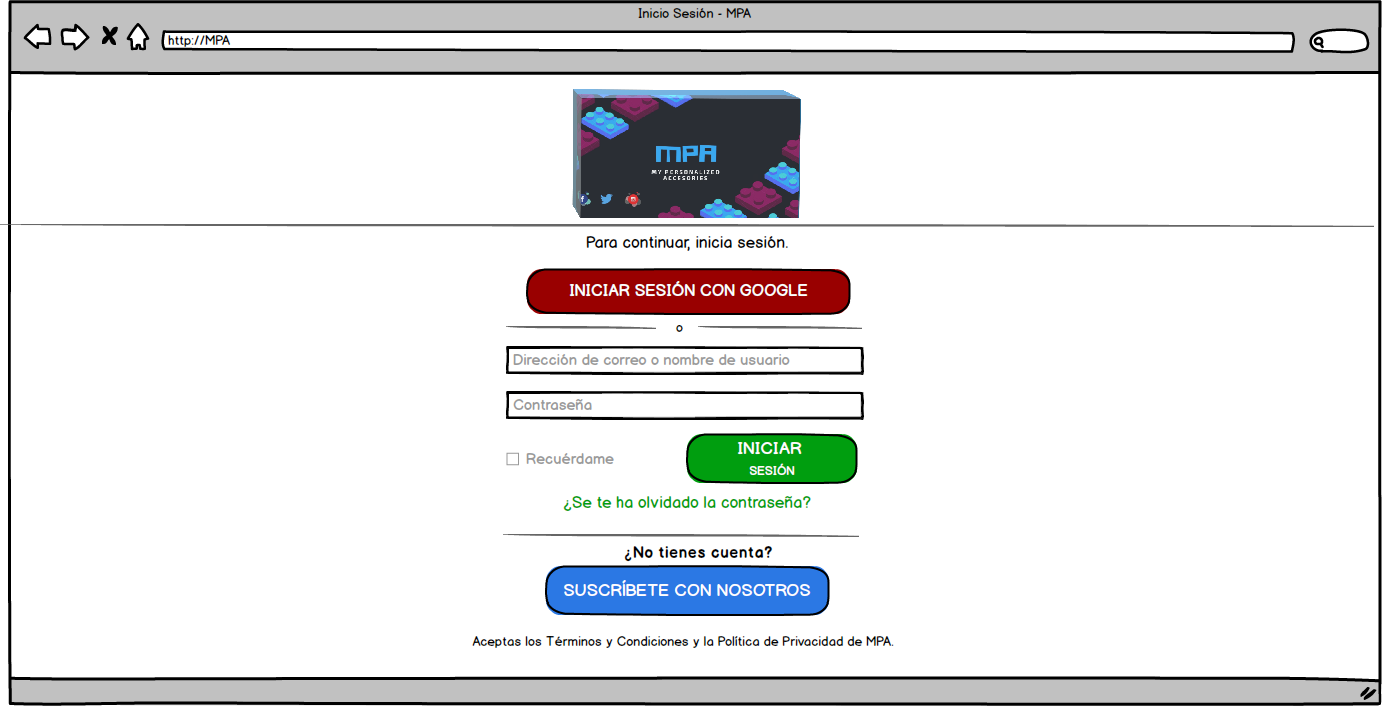 Inicio Sesión - MPA
http://MPA
MPA
MY PERSONALIZED
ACCESORIES
Para continuar, inicia sesión.
INICIAR SESIÓN CON GOOGLE
o
Dirección de correo o nombre de usuario
Contraseña
Recuérdame
INICIAR
SESIÓN
¿Se te ha olvidado la contraseña?
¿No tienes cuenta?
SUSCRÍBETE CON NOSOTROS
Aceptas los Términos y Condiciones y la Política de Privacidad de MPA.